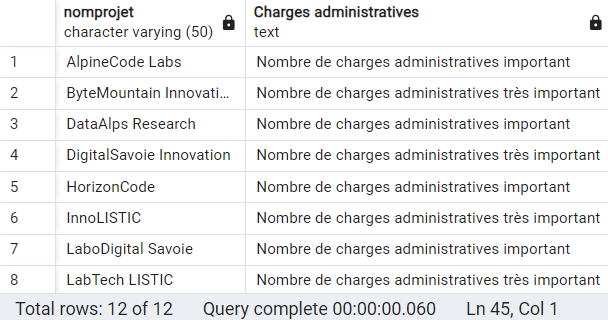 nomprojet Charges administratives
character varying (50) text
1 AlpineCode Labs Nombre de charges administratives important
2 ByteMountain Innovati... Nombre de charges administratives très important
3 DataAlps Research Nombre de charges administratives important
4 DigitalSavoie Innovation Nombre de charges administratives très important
5 HorizonCode Nombre de charges administratives important
6 InnoLISTIC Nombre de charges administratives très important
7 LaboDigital Savoie Nombre de charges administratives important
8 LabTech LISTIC Nombre de charges administratives très important
Total rows: 12 of 12 Query complete 00:00:00.060 Ln 45, Col 1